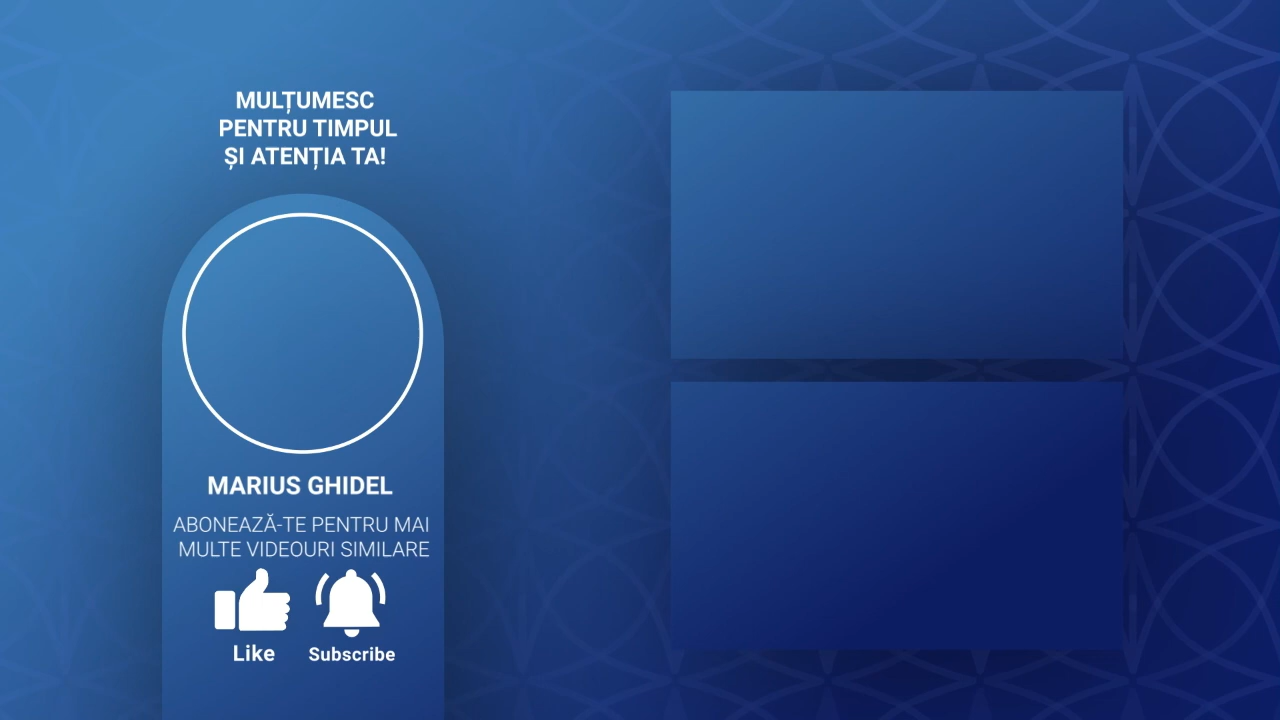 MULȚUMESC
PENTRU TIMPUL
ȘI ATENȚIA TA!
MARIUS GHIDEL
ABONEAZĂ-TE PENTRU MAI
MULTE VIDEOURI SIMILARE
Like
Subscribe